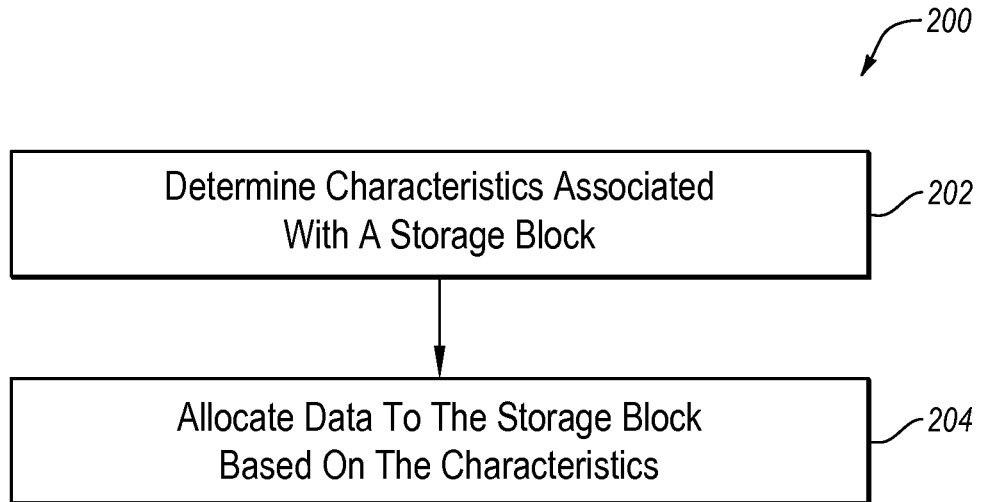 200
Determine Characteristics Associated
With A Storage Block
202
Allocate Data To The Storage Block
Based On The Characteristics
204